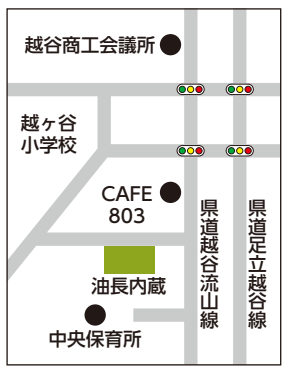 越谷商工会議所
越ヶ谷
小学校
CAFE
803
県道越谷流山線
県道足立越谷線
油長内蔵
中央保育所